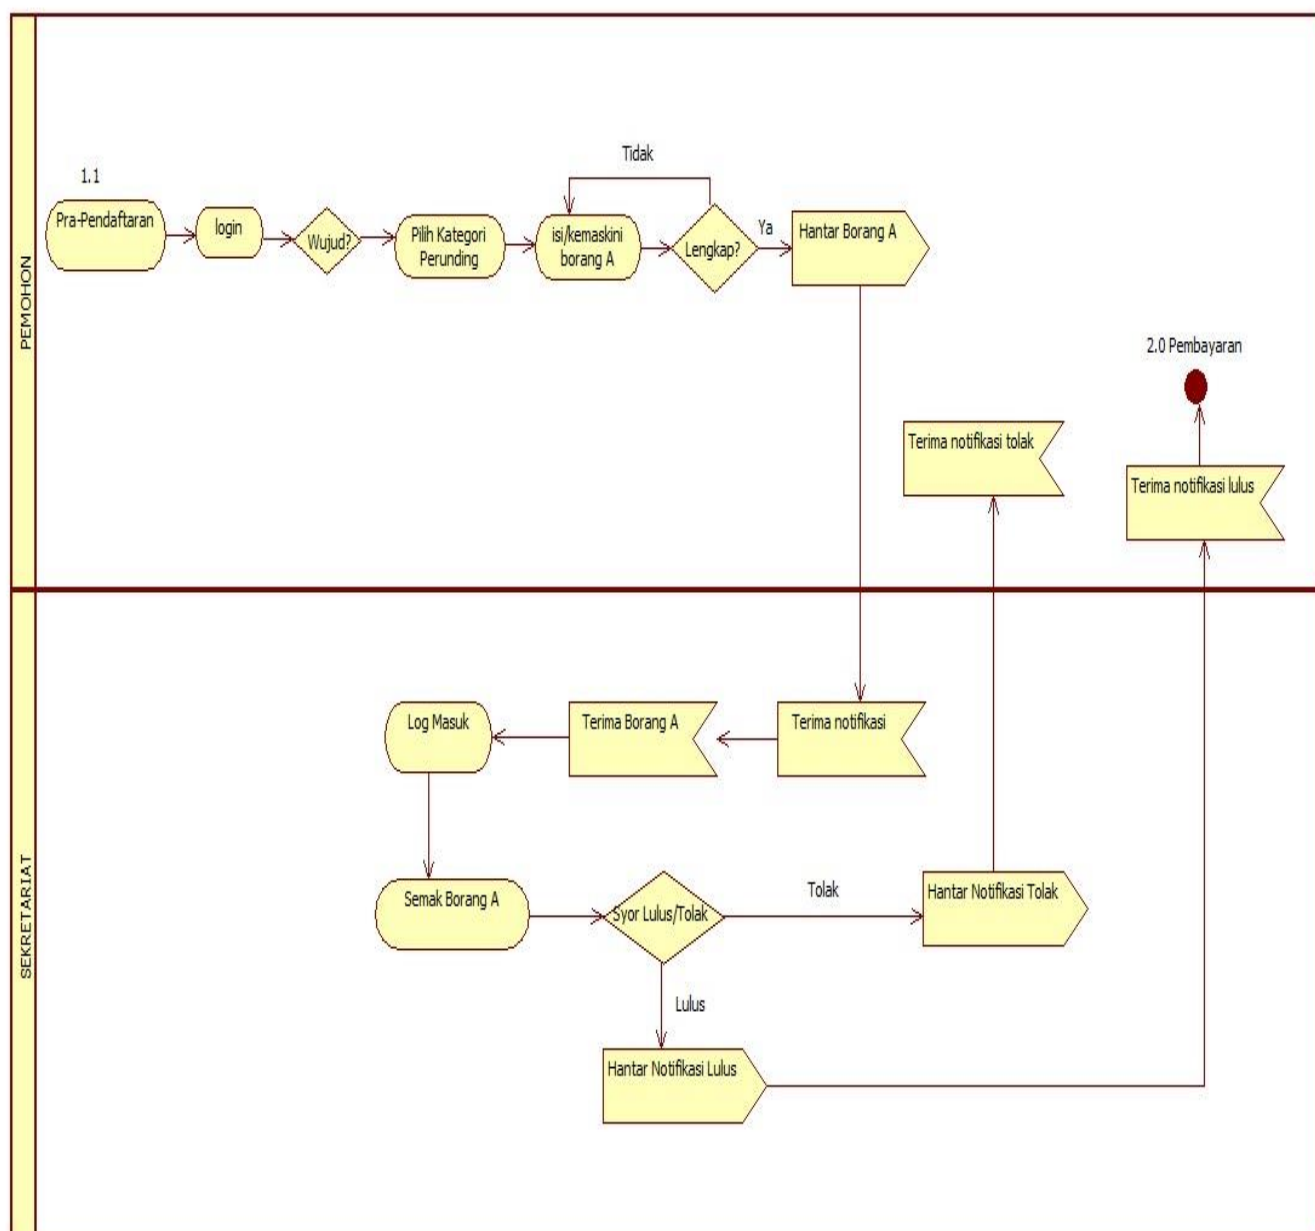 PEMOHON
1.1
Pra-Pendaftaran
login
Wujud?
Pilih Kategori
Perunding
isi/kemaskini
borang A
Tidak
Lengkap?
Ya
Hantar Borang A
2.0 Pembayaran
Terima notifikasi tolak
Terima notifikasi lulus
SEKRETARIAT
Log Masuk
Terima Borang A
Terima notifikasi
Semak Borang A
Syor Lulus/Tolak
Tolak
Hantar Notifikasi Tolak
Lulus
Hantar Notifikasi Lulus